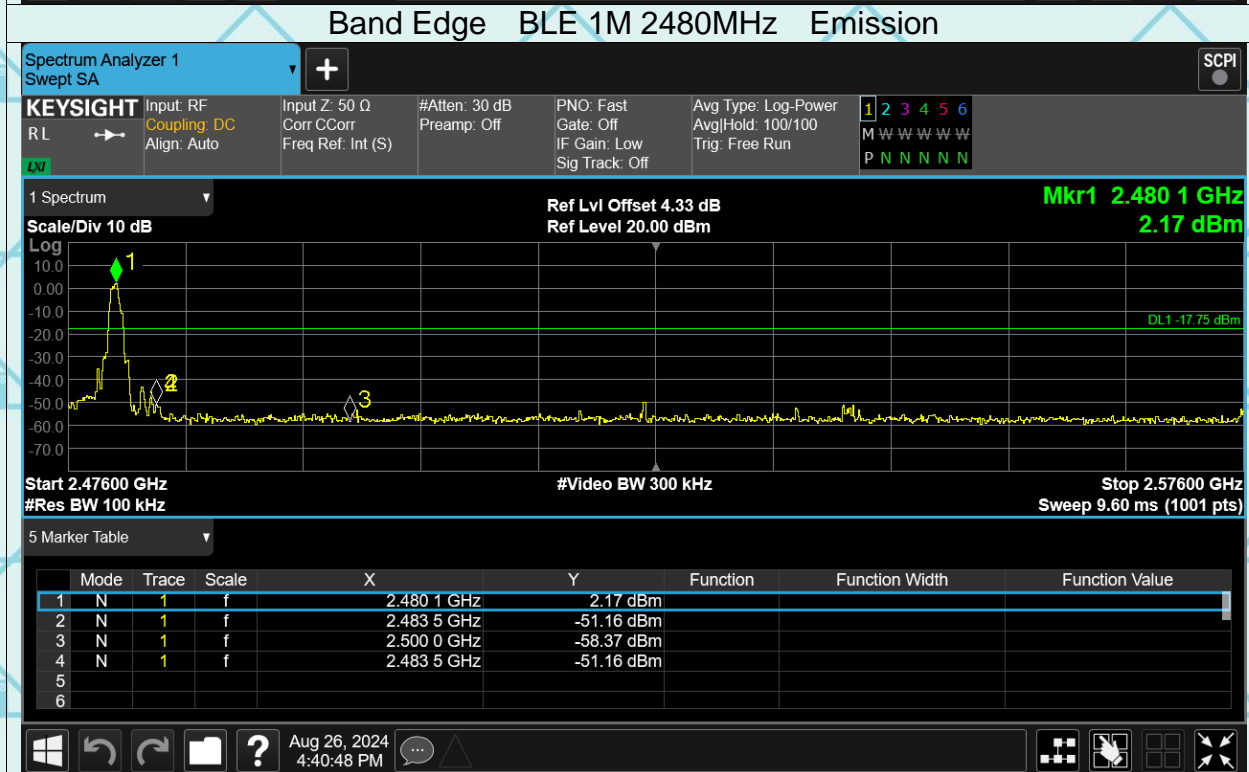 Band Edge BLE 1M 2480MHz Emission
Spectrum Analyzer 1
Swept SA
+
SCPI
KEYSIGHT
R L
LXI
Input: RF
Coupling: DC
Align: Auto
Input Z: 50 Ω
Corr CCorr
Freq Ref: Int (S)
#Atten: 30 dB
Preamp: Off
PNO: Fast
Gate: Off
IF Gain: Low
Sig Track: Off
Avg Type: Log-Power
Avg|Hold: 100/100
Trig: Free Run
1 2 3 4 5 6
M W W W W W
P N N N N N
1 Spectrum
Scale/Div 10 dB
Ref Lvl Offset 4.33 dB
Ref Level 20.00 dBm
Mkr1 2.480 1 GHz
2.17 dBm
Log
10.0
0.00
-10.0
-20.0
-30.0
-40.0
-50.0
-60.0
-70.0
1
2
3
DL1 -17.75 dBm
Start 2.47600 GHz #Video BW 300 kHz Stop 2.57600 GHz
#Res BW 100 kHz Sweep 9.60 ms (1001 pts)
5 Marker Table
Mode Trace Scale X Y Function Function Width Function Value
1 N 1 f 2.480 1 GHz 2.17 dBm
2 N 1 f 2.483 5 GHz -51.16 dBm
3 N 1 f 2.500 0 GHz -58.37 dBm
4 N 1 f 2.483 5 GHz -51.16 dBm
5
6
?
Aug 26, 2024
4:40:48 PM